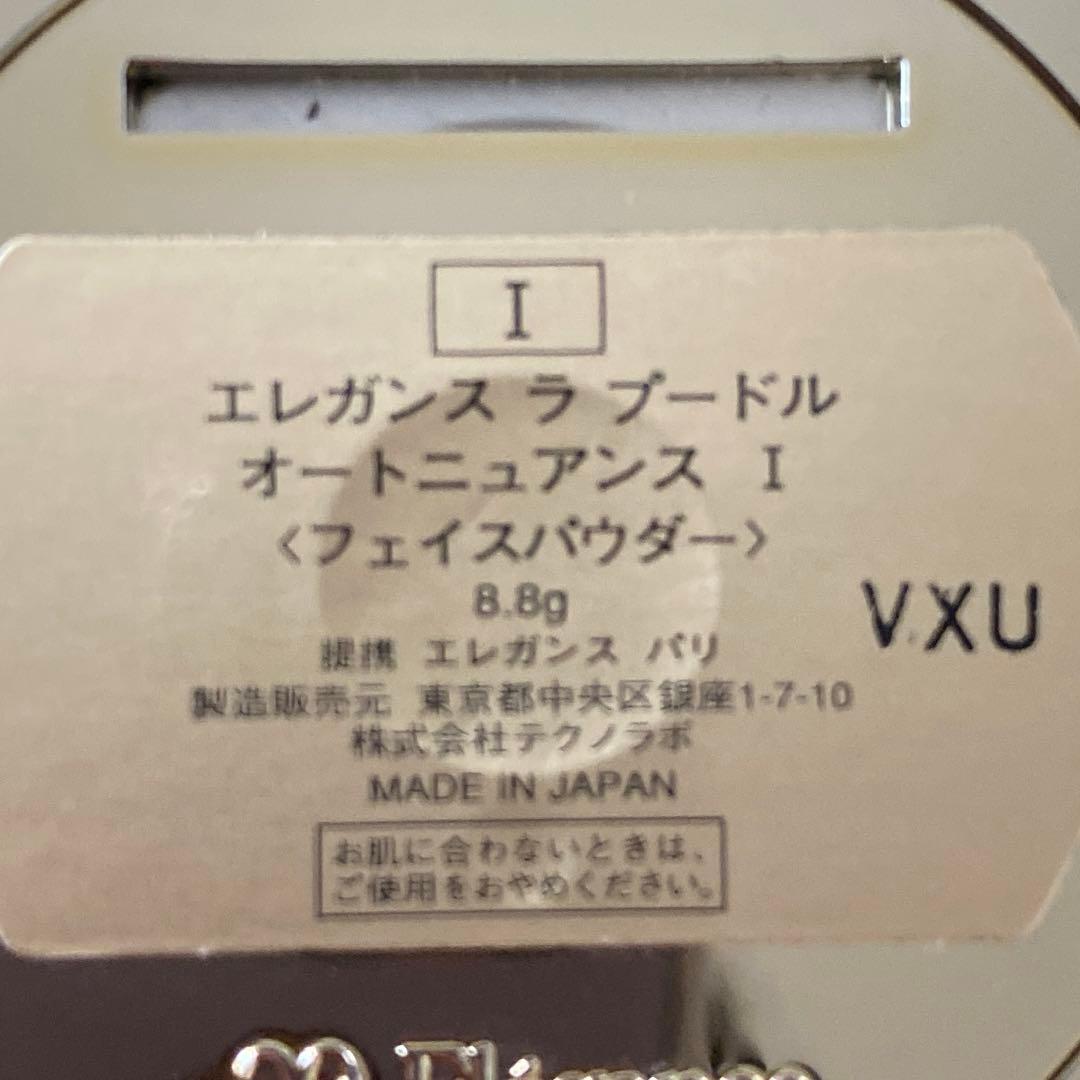 I
エレガンス ラ プードル
オートニュアンス I
〈フェイスパウダー〉
8.8g
V.XU
提携 エレガンス パリ
製造販売元 東京都中央区銀座1-7-10
株式会社テクノラボ
MADE IN JAPAN
お肌に合わないときは、
ご使用をおやめください。